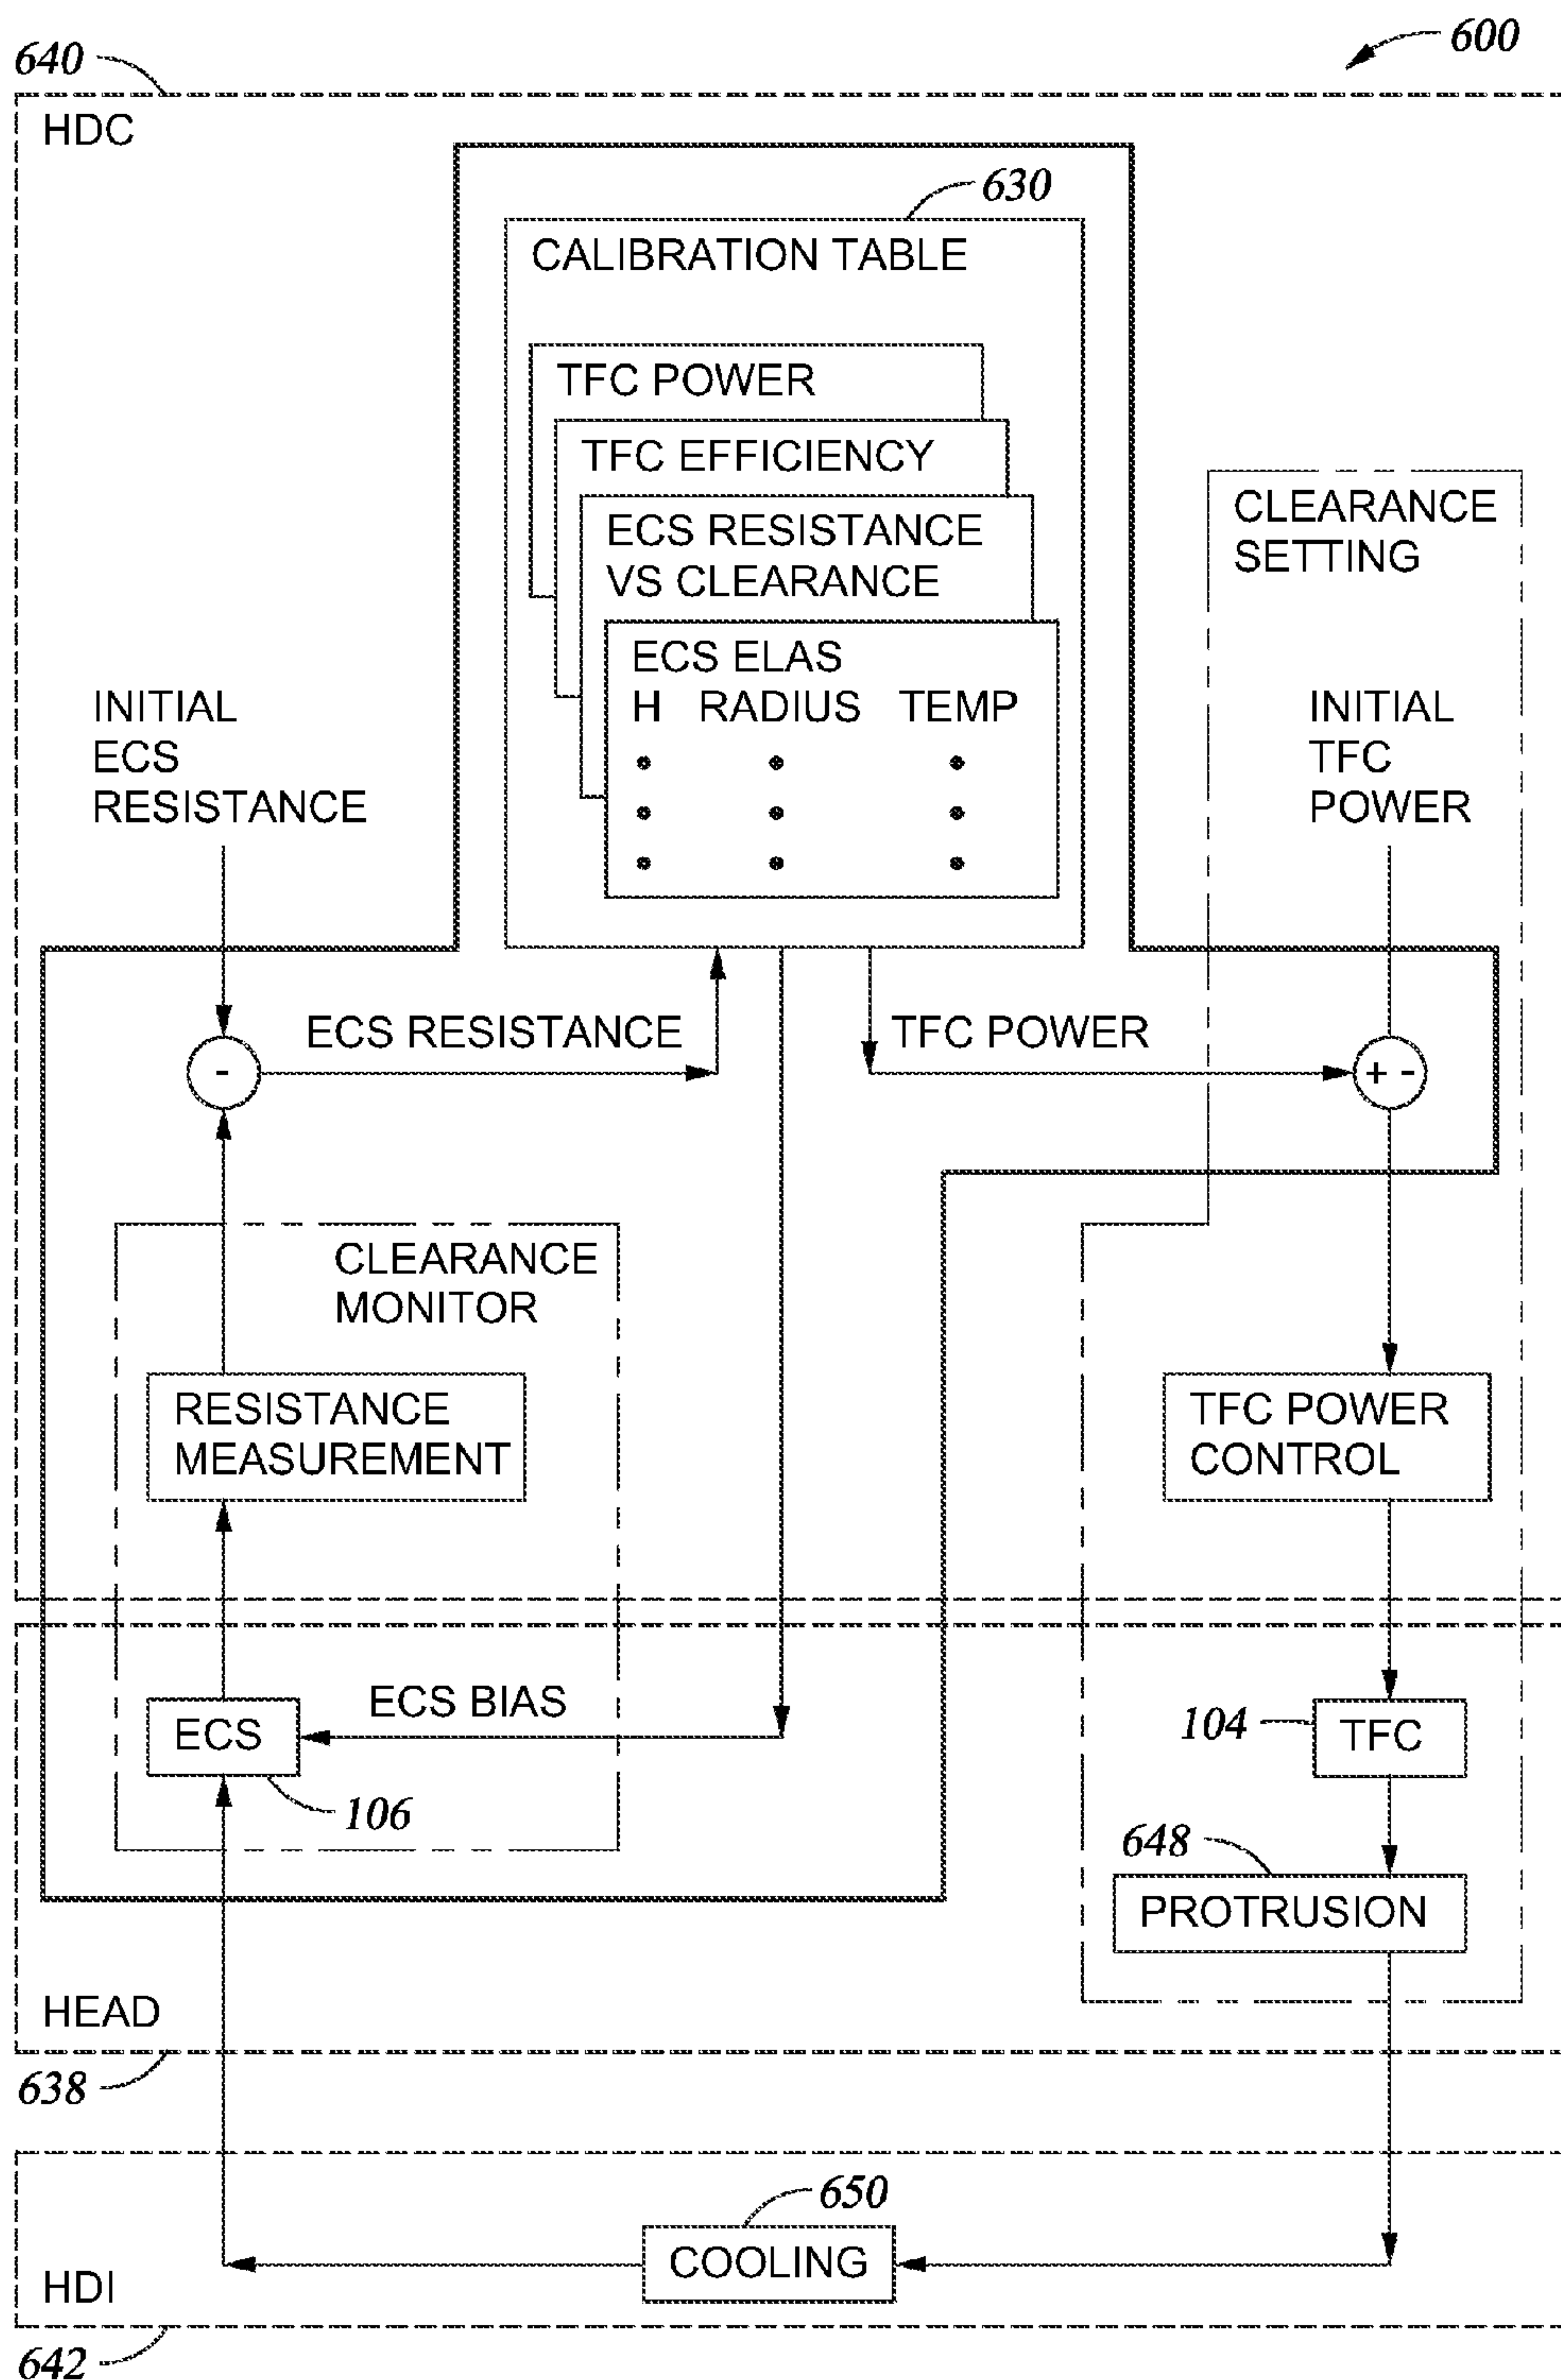 600
640
HDC
630
CALIBRATION TABLE
TFC POWER
TFC EFFICIENCY
ECS RESISTANCE
VS CLEARANCE
ECS ELAS
H RADIUS TEMP
CLEARANCE
SETTING
INITIAL
ECS
RESISTANCE
INITIAL
TFC
POWER
ECS RESISTANCE
TFC POWER
-
+ -
CLEARANCE
MONITOR
RESISTANCE
MEASUREMENT
TFC POWER
CONTROL
ECS BIAS
ECS
106
104
TFC
648
PROTRUSION
HEAD
638
650
COOLING
HDI
642